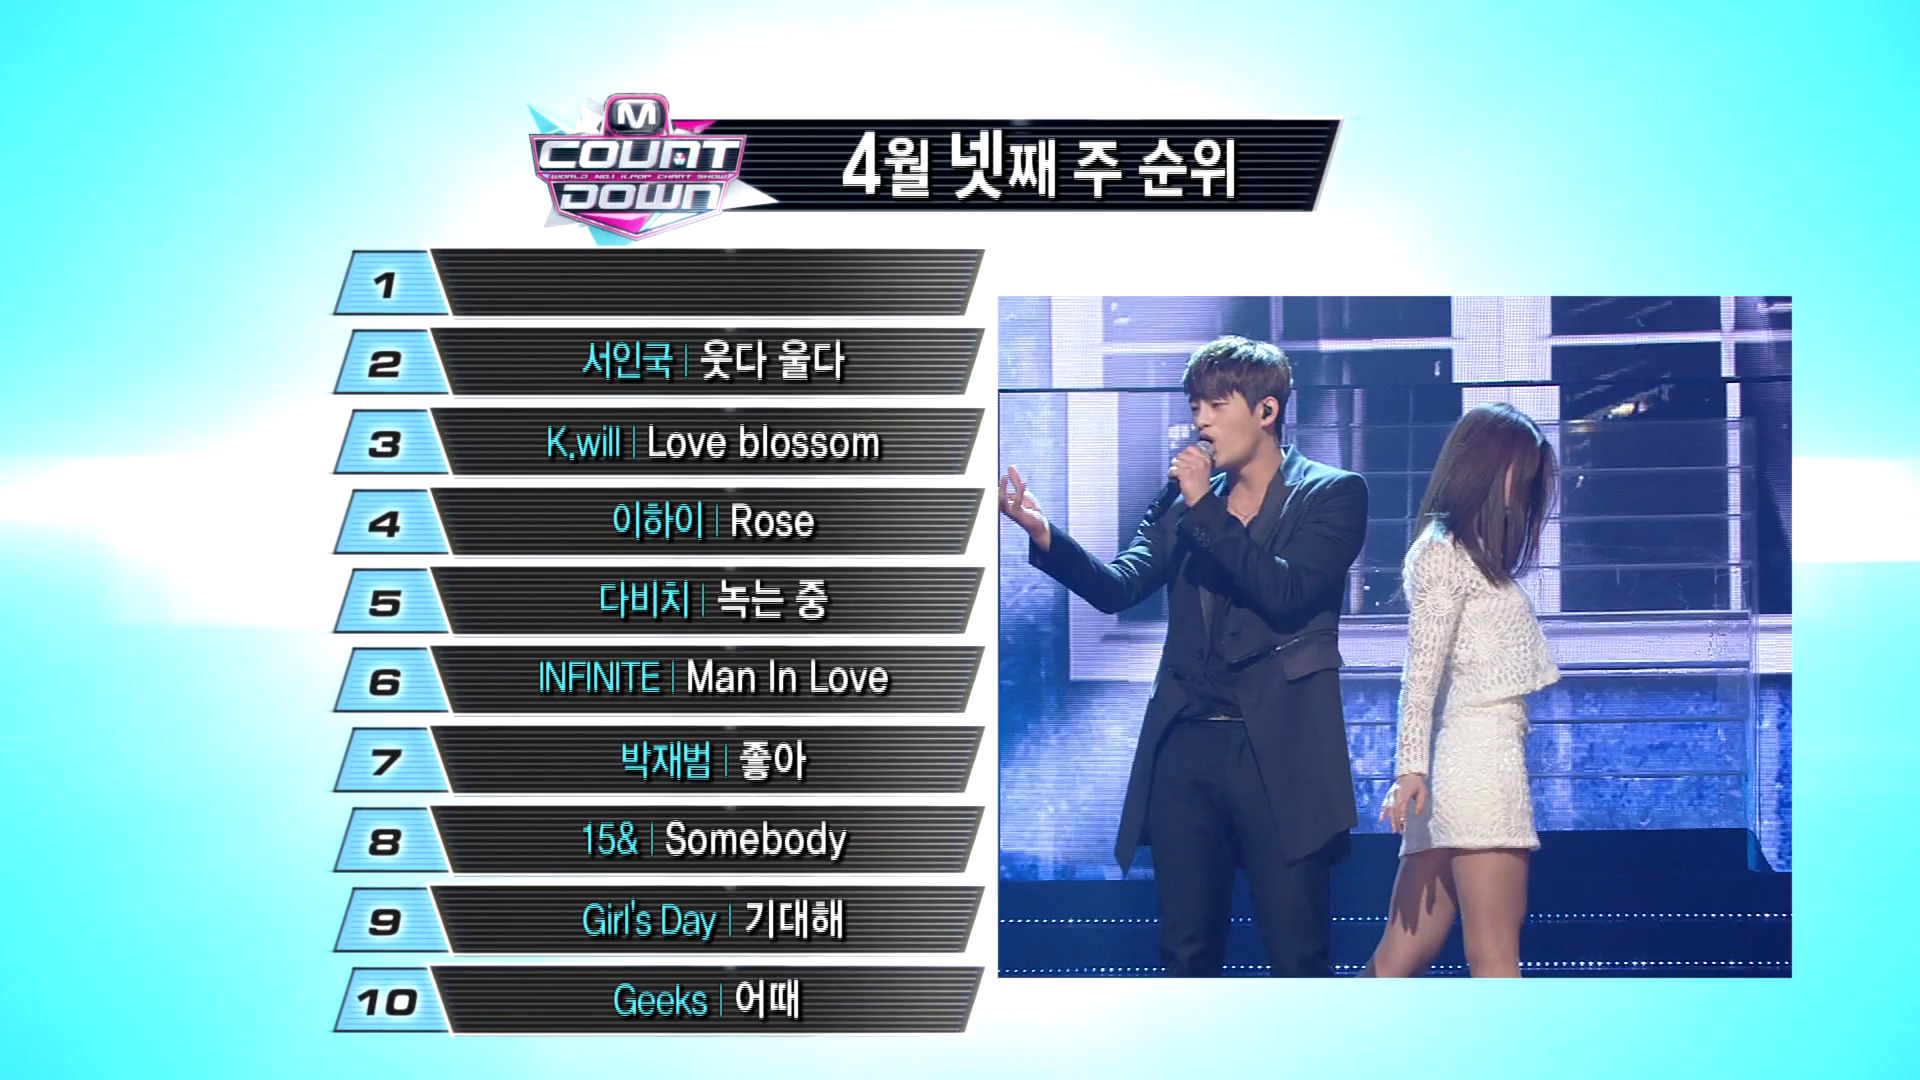 M
COUNT
WORLD NO.1 K-POP CHART SHOW
DOWN
4월 넷째 주 순위
1
2 서인국 | 웃다 울다
3 K.will | Love blossom
4 이하이 | Rose
5 다비치 | 녹는 중
6 INFINITE | Man In Love
7 박재범 | 좋아
8 15& | Somebody
9 Girl's Day | 기대해
10 Geeks | 어때